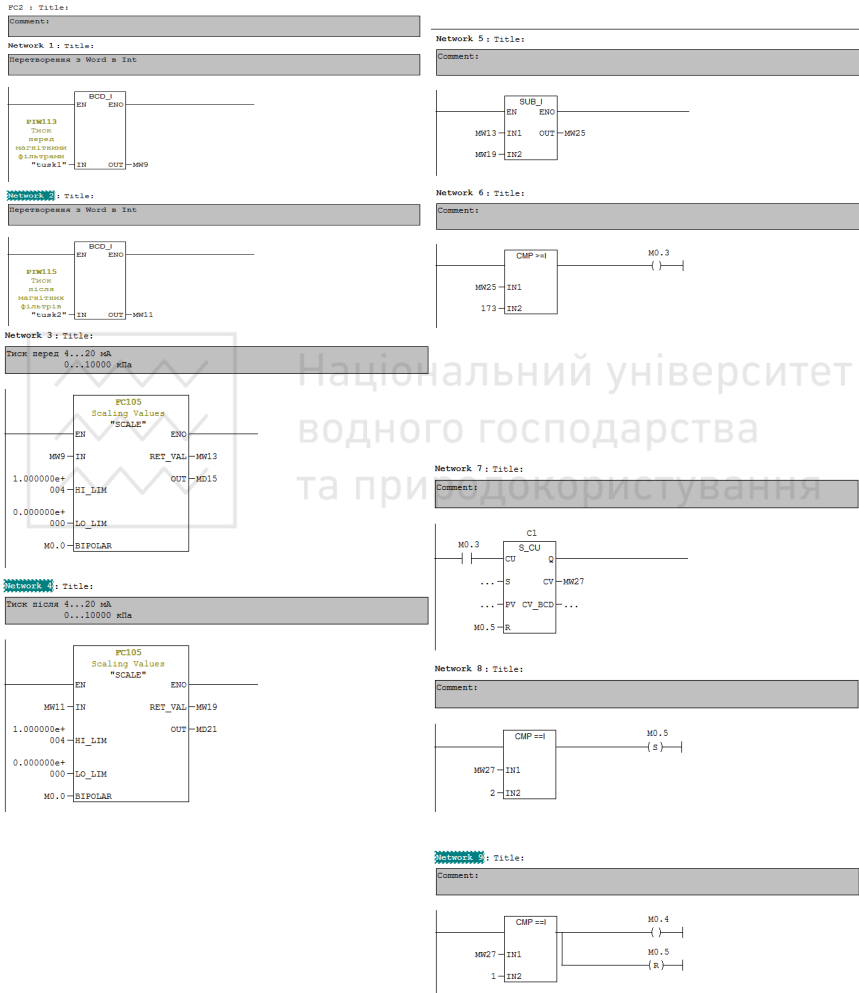 FC2 : Title:
Comment:
Network 1 : Title:
Перетворення з Word в Int
BCD_I
EN ENO
PIW113
Тиск
перед
магнітними
фільтрами
"tusk1" IN OUT MW9
Network 2 : Title:
Перетворення з Word в Int
BCD_I
EN ENO
PIW115
Тиск
після
магнітних
фільтрів
"tusk2" IN OUT MW11
Network 3 : Title:
Тиск перед 4...20 мА
0...10000 кПа
FC105
Scaling Values
"SCALE"
EN ENO
MW9 IN RET_VAL MW13
1.000000e+ OUT MD15
004 HI_LIM
0.000000e+
000 LO_LIM
M0.0 BIPOLAR
Network 4 : Title:
Тиск після 4...20 мА
0...10000 кПа
FC105
Scaling Values
"SCALE"
EN ENO
MW11 IN RET_VAL MW19
1.000000e+ OUT MD21
004 HI_LIM
0.000000e+
000 LO_LIM
M0.0 BIPOLAR
Network 5 : Title:
Comment:
SUB_I
EN ENO
MW13 IN1 OUT MW25
MW19 IN2
Network 6 : Title:
Comment:
CMP >=I
M0.3
MW25 IN1
173 IN2
Національний університет
водного господарства
та природокористування
Network 7 : Title:
Comment:
C1
M0.3 S_CU
CU Q
... S CV MW27
... PV CV_BCD ...
M0.5 R
Network 8 : Title:
Comment:
CMP ==I
M0.5
S
MW27 IN1
2 IN2
Network 9 : Title:
Comment:
CMP ==I
M0.4
MW27 IN1
M0.5
R
1 IN2